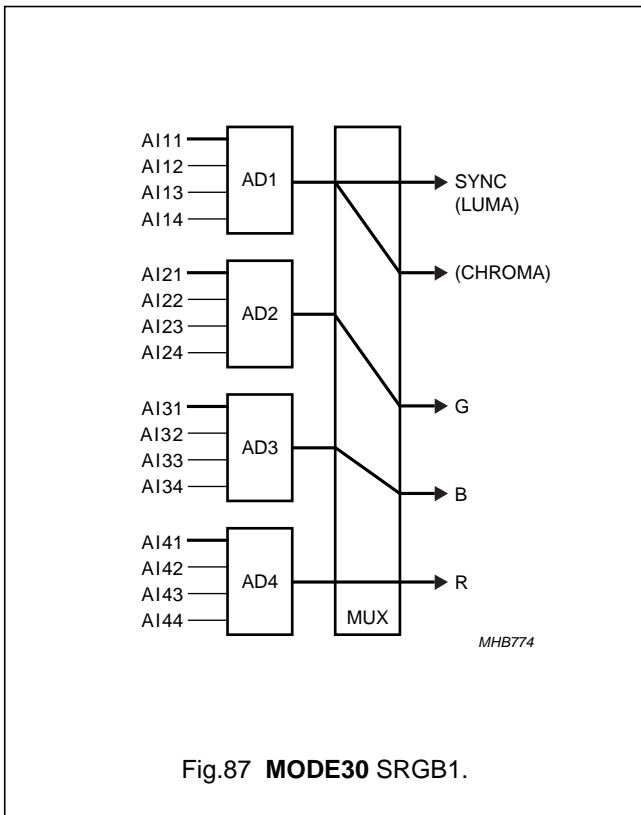 AI11
AI12
AI13
AI14
AD1
SYNC
(LUMA)
(CHROMA)
AI21
AI22
AI23
AI24
AD2
G
AI31
AI32
AI33
AI34
AD3
B
AI41
AI42
AI43
AI44
AD4
R
MUX
MHB774
Fig.87 MODE30 SRGB1.